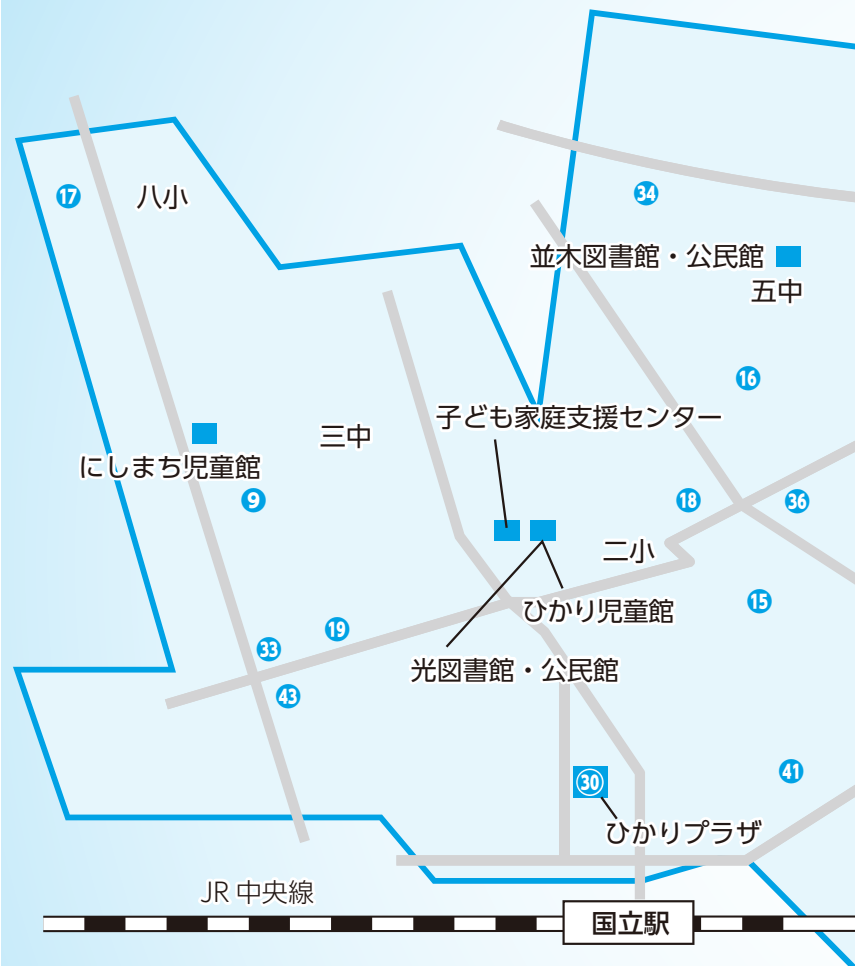 17
八小
34
並木図書館・公民館
五中
16
子ども家庭支援センター
三中
にしまち児童館
9
18
36
二小
ひかり児童館
15
19
33
光図書館・公民館
43
41
30
ひかりプラザ
JR 中央線
国立駅